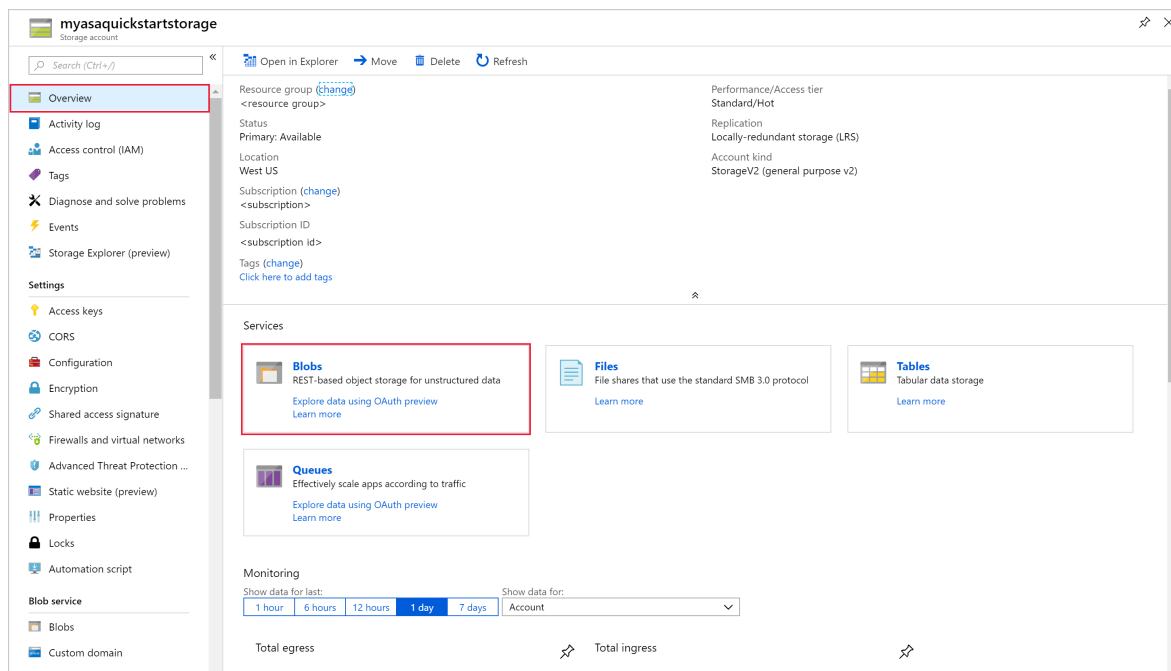 myasaquickstartstorage
Storage account
Search (Ctrl+/)
Overview
Activity log
Access control (IAM)
Tags
Diagnose and solve problems
Events
Storage Explorer (preview)
Settings
Access keys
CORS
Configuration
Encryption
Shared access signature
Firewalls and virtual networks
Advanced Threat Protection ...
Static website (preview)
Properties
Locks
Automation script
Blob service
Blobs
Custom domain
Open in Explorer Move Delete Refresh
Resource group (change)
<resource group>
Status
Primary: Available
Location
West US
Subscription (change)
<subscription>
Subscription ID
<subscription id>
Tags (change)
Click here to add tags
Performance/Access tier
Standard/Hot
Replication
Locally-redundant storage (LRS)
Account kind
StorageV2 (general purpose v2)
Services
Blobs
REST-based object storage for unstructured data
Explore data using OAuth preview
Learn more
Files
File shares that use the standard SMB 3.0 protocol
Learn more
Tables
Tabular data storage
Learn more
Queues
Effectively scale apps according to traffic
Explore data using OAuth preview
Learn more
Monitoring
Show data for last:
1 hour 6 hours 12 hours 1 day 7 days
Show data for:
Account
Total egress
Total ingress